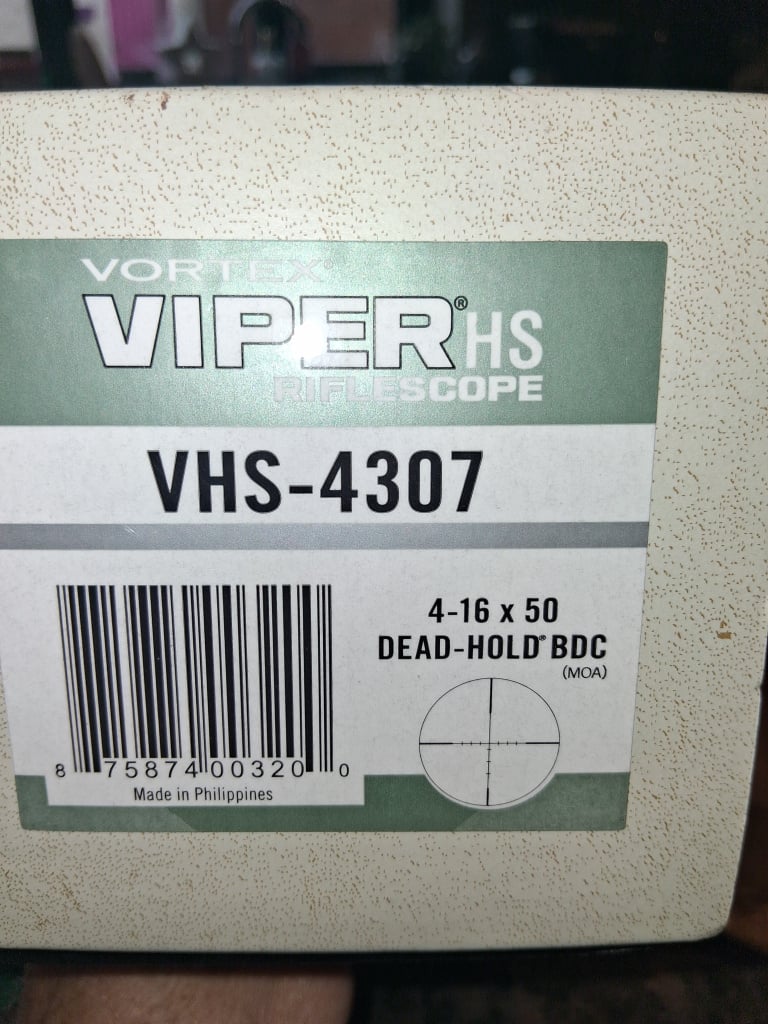 VORTEX®
VIPER® HS
RIFLESCOPE
VHS-4307
4-16 x 50
DEAD-HOLD® BDC
(MOA)
8 75874 00320 0
Made in Philippines